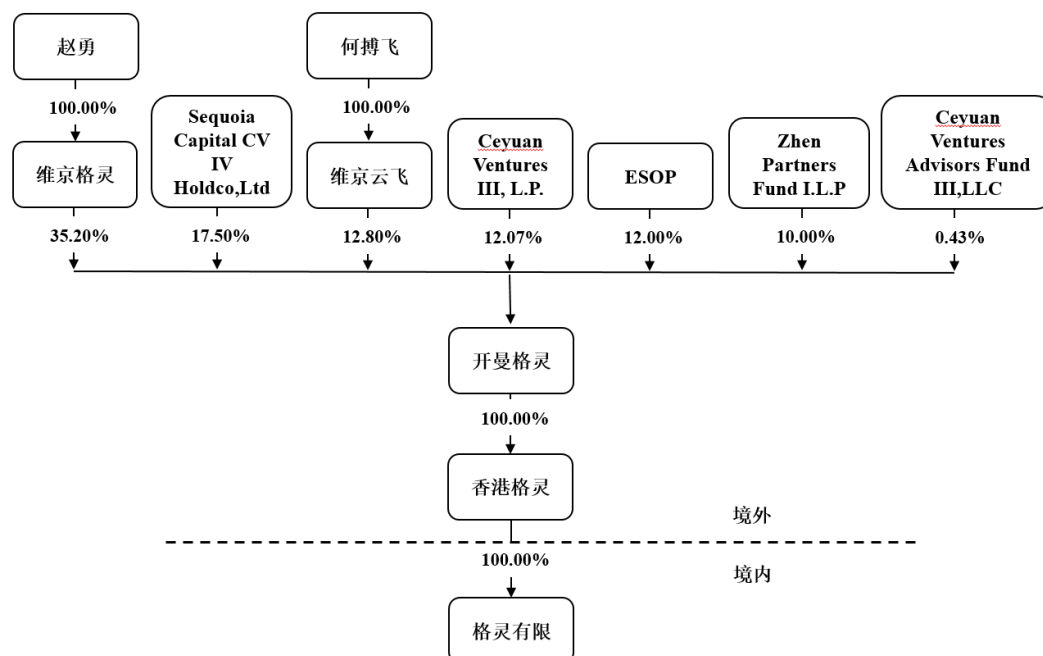 赵勇
何搏飞
100.00%
100.00%
维京格灵
Sequoia
Capital CV
IV
Holdco,Ltd
维京云飞
Ceyuan
Ventures
III, L.P.
ESOP
Zhen
Partners
Fund I.L.P
Ceyuan
Ventures
Advisors Fund
III,LLC
35.20%
17.50%
12.80%
12.07%
12.00%
10.00%
0.43%
开曼格灵
100.00%
香港格灵
境外
100.00%
境内
格灵有限